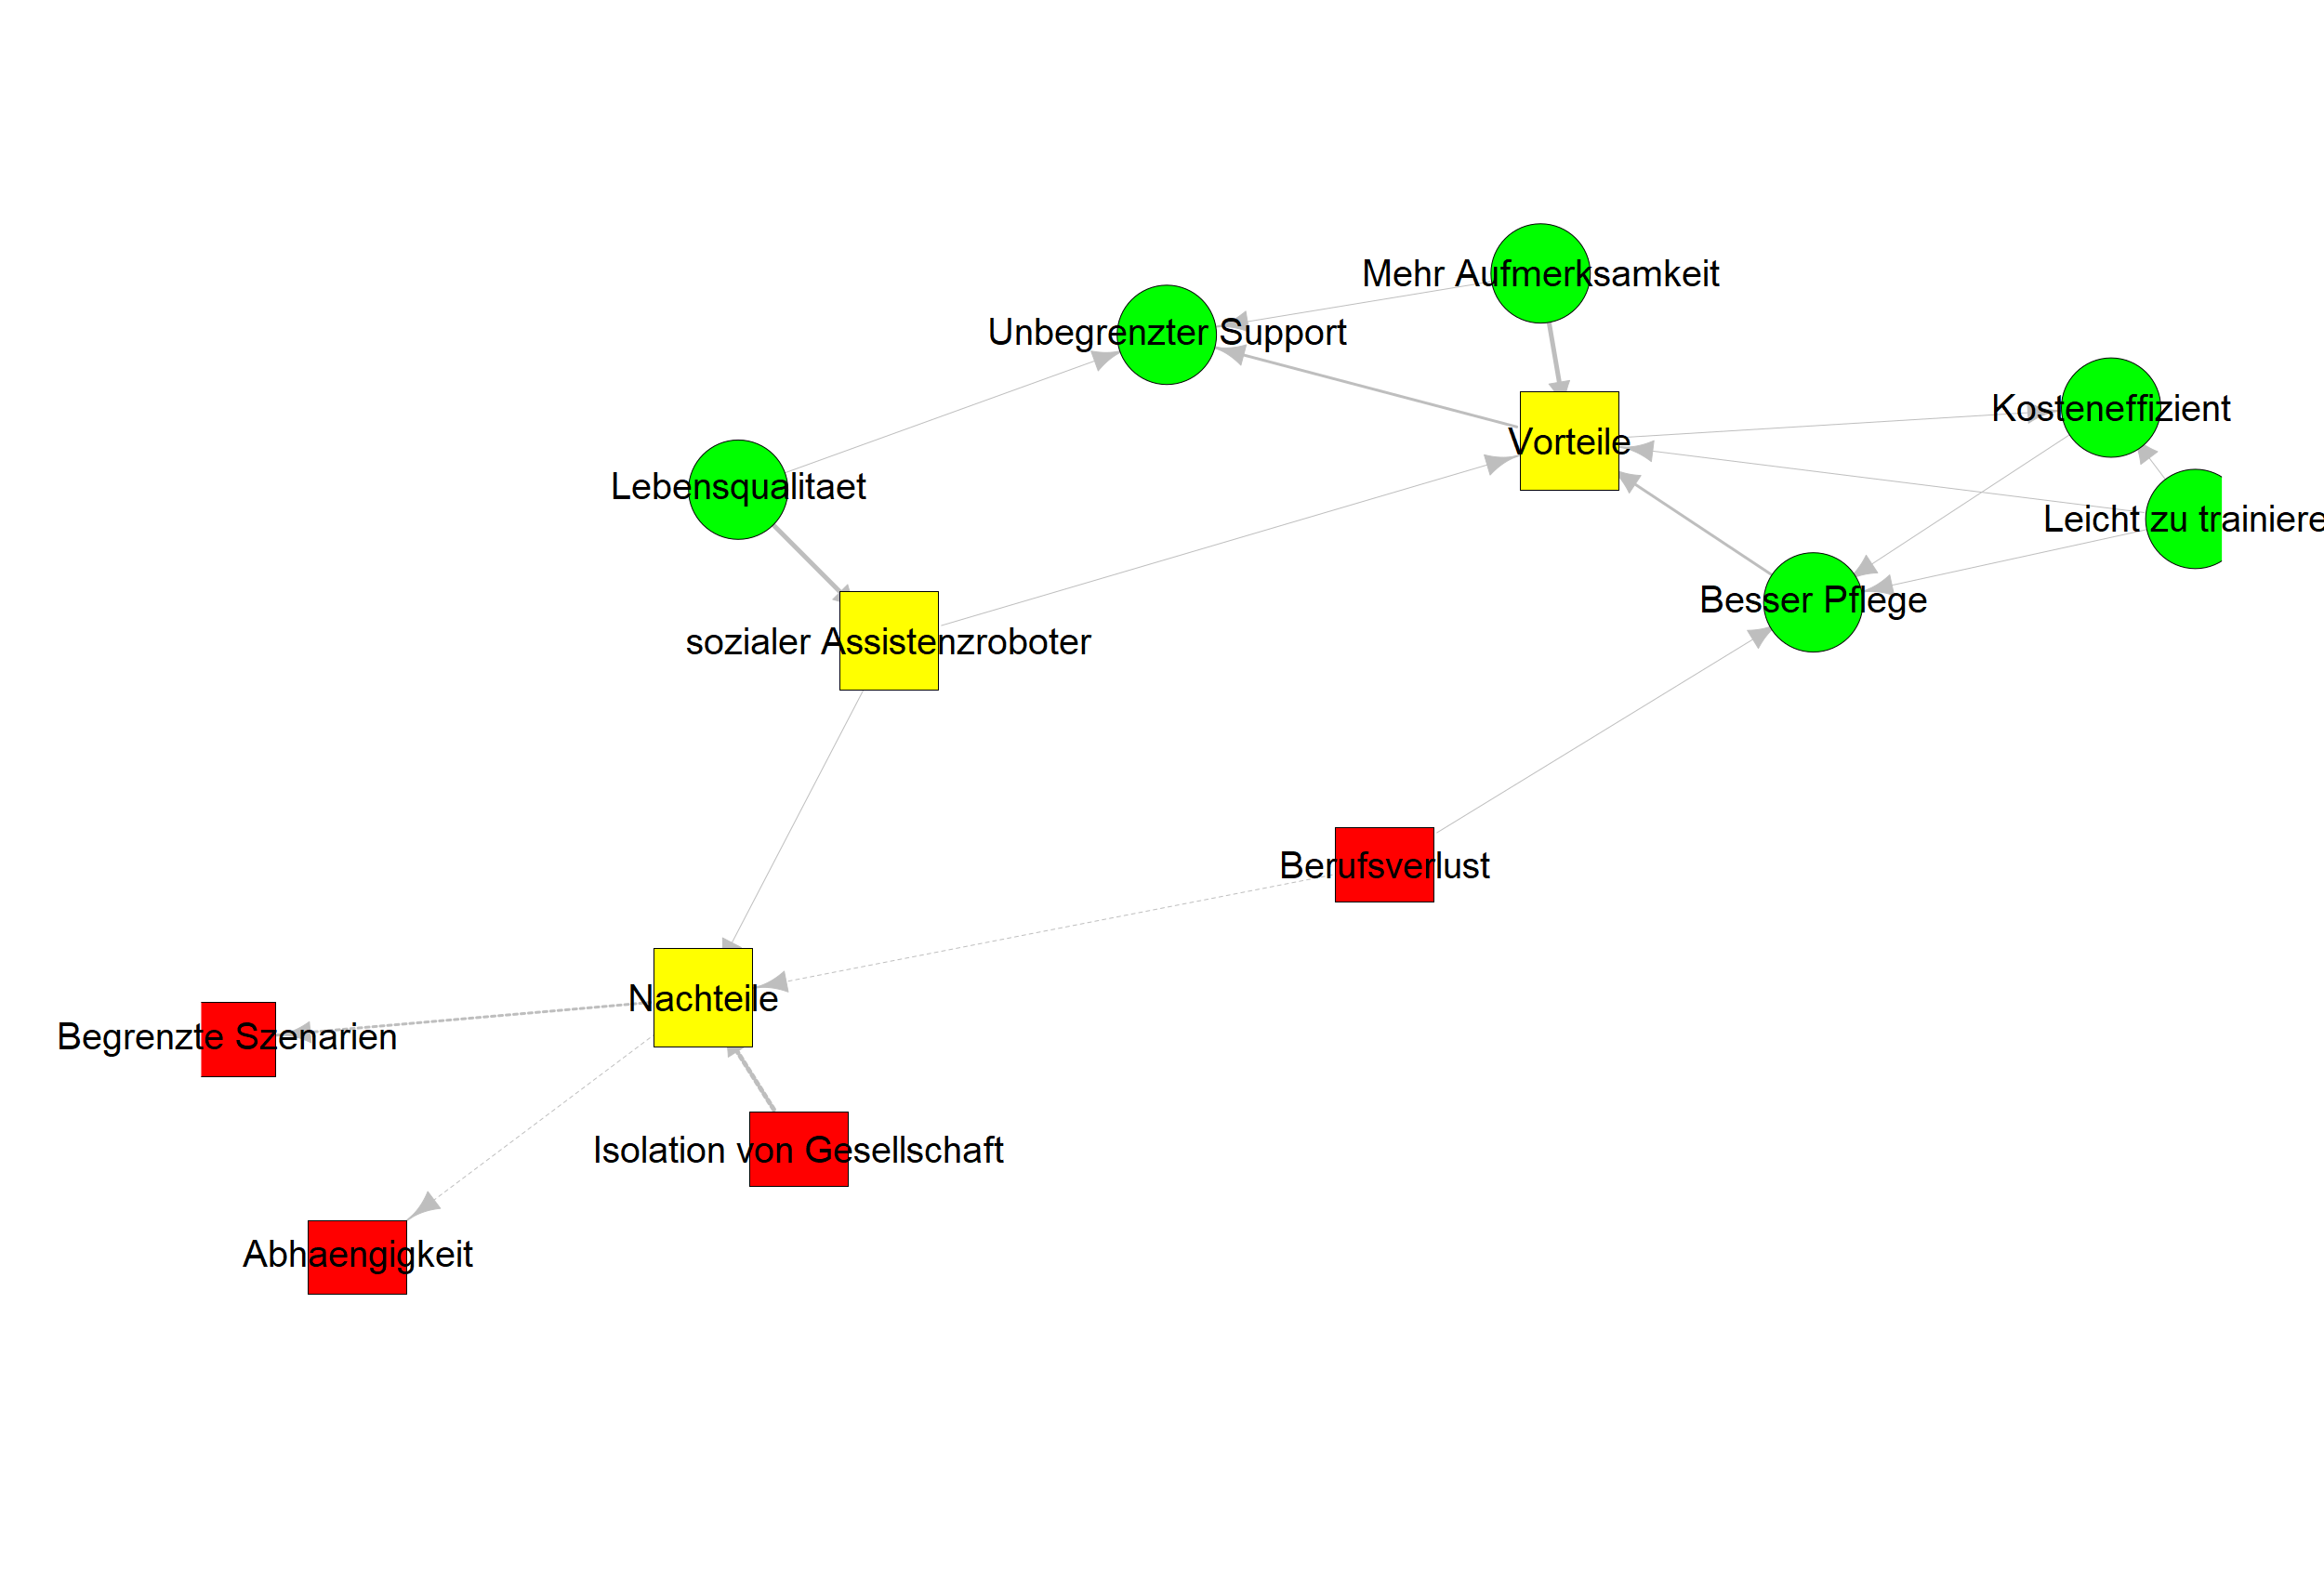 Mehr Aufmerksamkeit
Unbegrenzter Support
Kosteneffizient
Vorteile
Lebensqualitaet
Leicht zu trainiere
Besser Pflege
sozialer Assistenzroboter
Berufsverlust
Nachteile
Begrenzte Szenarien
Isolation von Gesellschaft
Abhaengigkeit